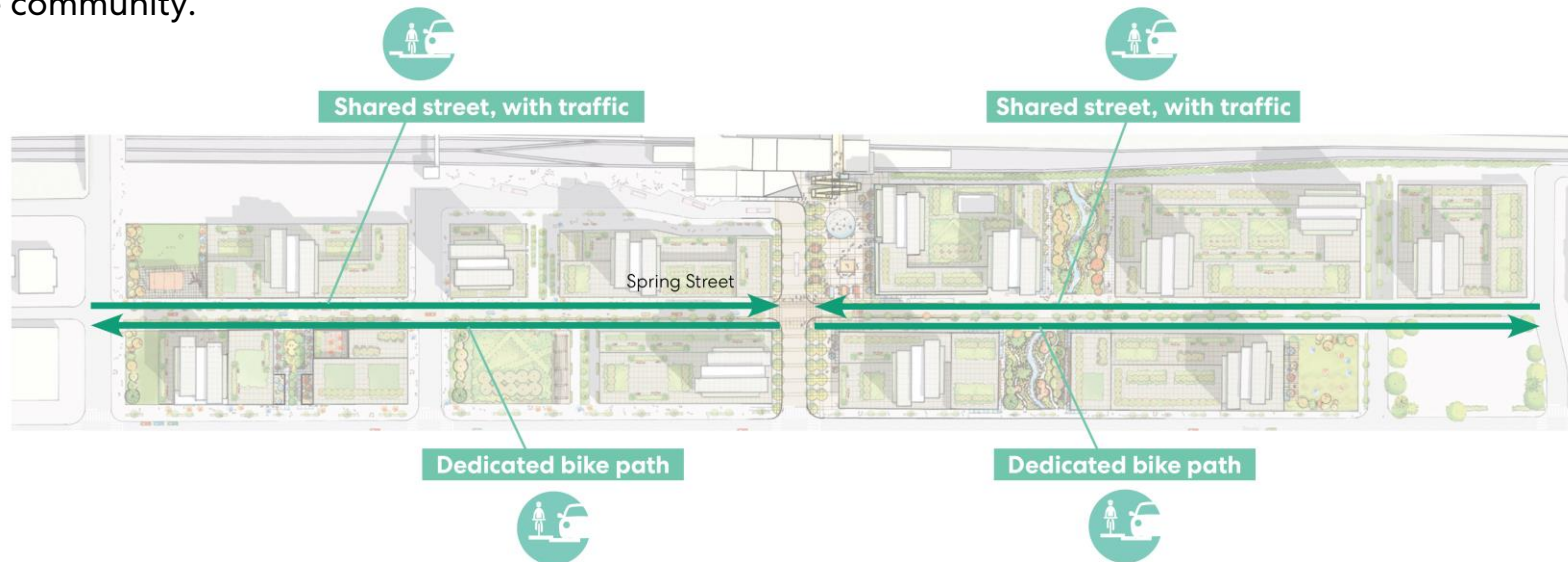 community.
Shared street, with traffic
Shared street, with traffic
Spring Street
Dedicated bike path
Dedicated bike path